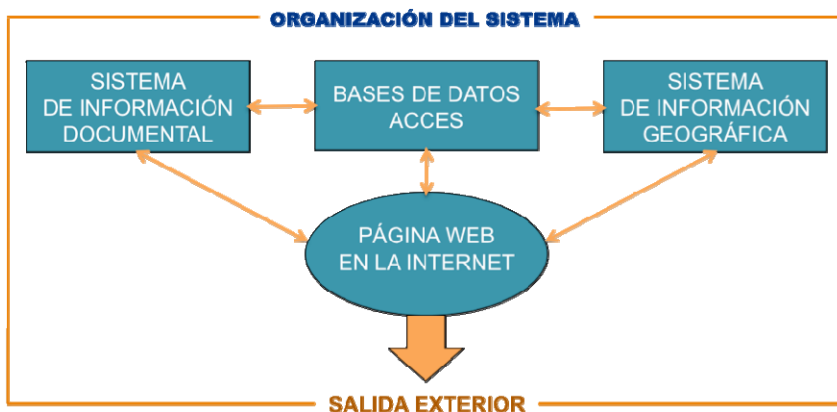 ORGANIZACIÓN DEL SISTEMA
SISTEMA
DE INFORMACIÓN
DOCUMENTAL
BASES DE DATOS
ACCES
SISTEMA
DE INFORMACIÓN
GEOGRÁFICA
PÁGINA WEB
EN LA INTERNET
SALIDA EXTERIOR